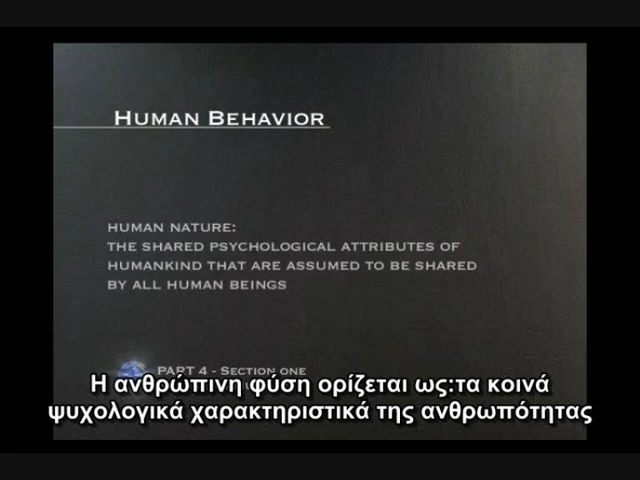 HUMAN BEHAVIOR
HUMAN NATURE:
THE SHARED PSYCHOLOGICAL ATTRIBUTES OF
HUMANKIND THAT ARE ASSUMED TO BE SHARED
BY ALL HUMAN BEINGS
PART 4 - SECTION ONE
Η ανθρώπινη φύση ορίζεται ως:τα κοινά
ψυχολογικά χαρακτηριστικά της ανθρωπότητας